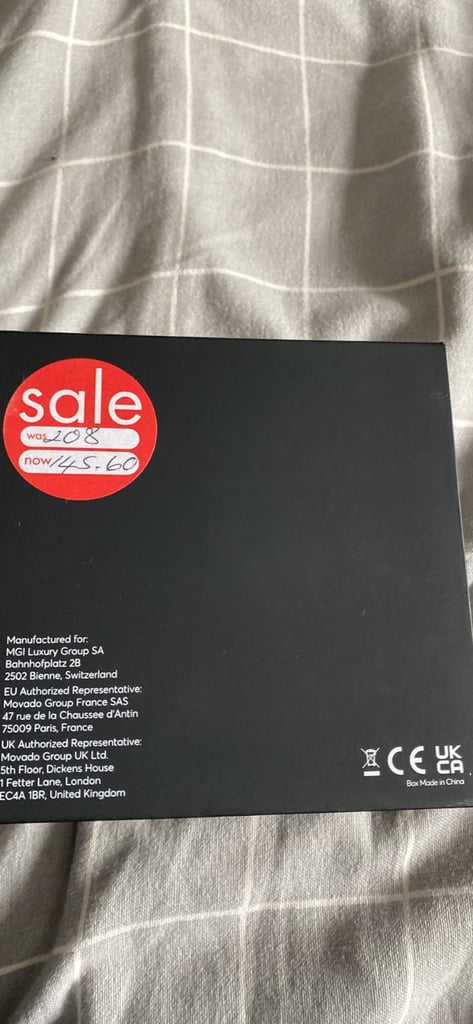 sale
was 208
now 145.60
Manufactured for:
MGI Luxury Group SA
Bahnhofplatz 2B
2502 Bienne, Switzerland
EU Authorized Representative:
Movado Group France SAS
47 rue de la Chaussee d'Antin
75009 Paris, France
UK Authorized Representative:
Movado Group UK Ltd.
5th Floor, Dickens House
1 Fetter Lane, London
EC4A 1BR, United Kingdom
CE UK
CA
Box Made in China